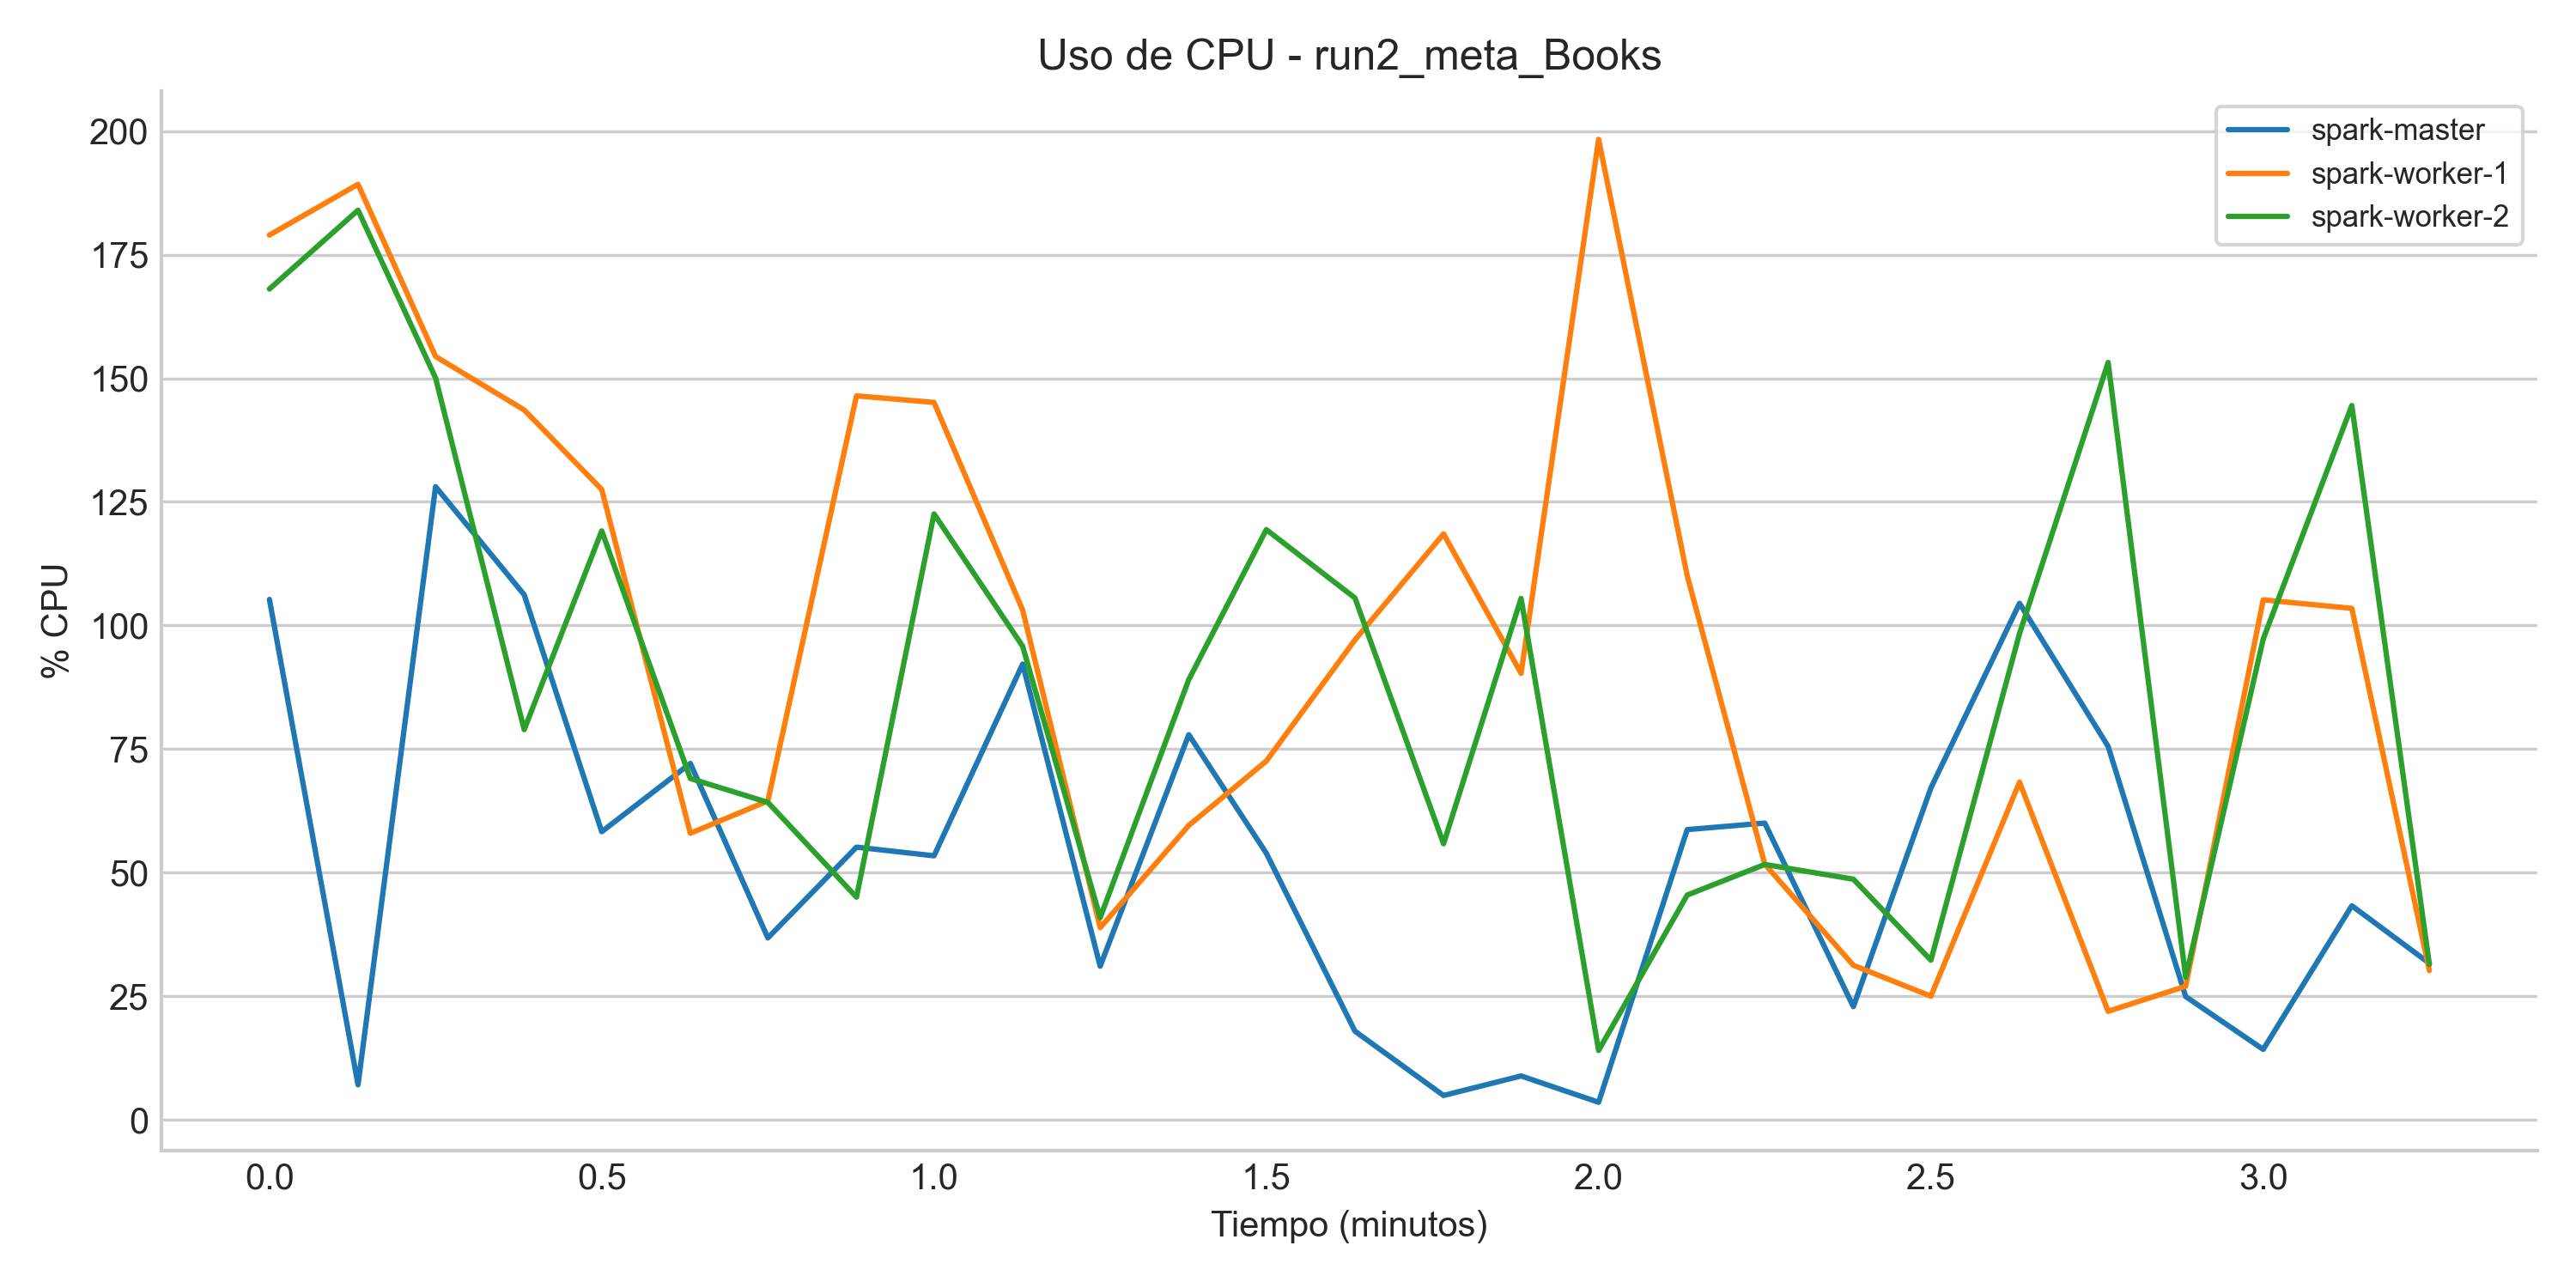 Uso de CPU - run2_meta_Books
spark-master
spark-worker-1
spark-worker-2
% CPU
200
175
150
125
100
75
50
25
0
0.0 0.5 1.0 1.5 2.0 2.5 3.0
Tiempo (minutos)